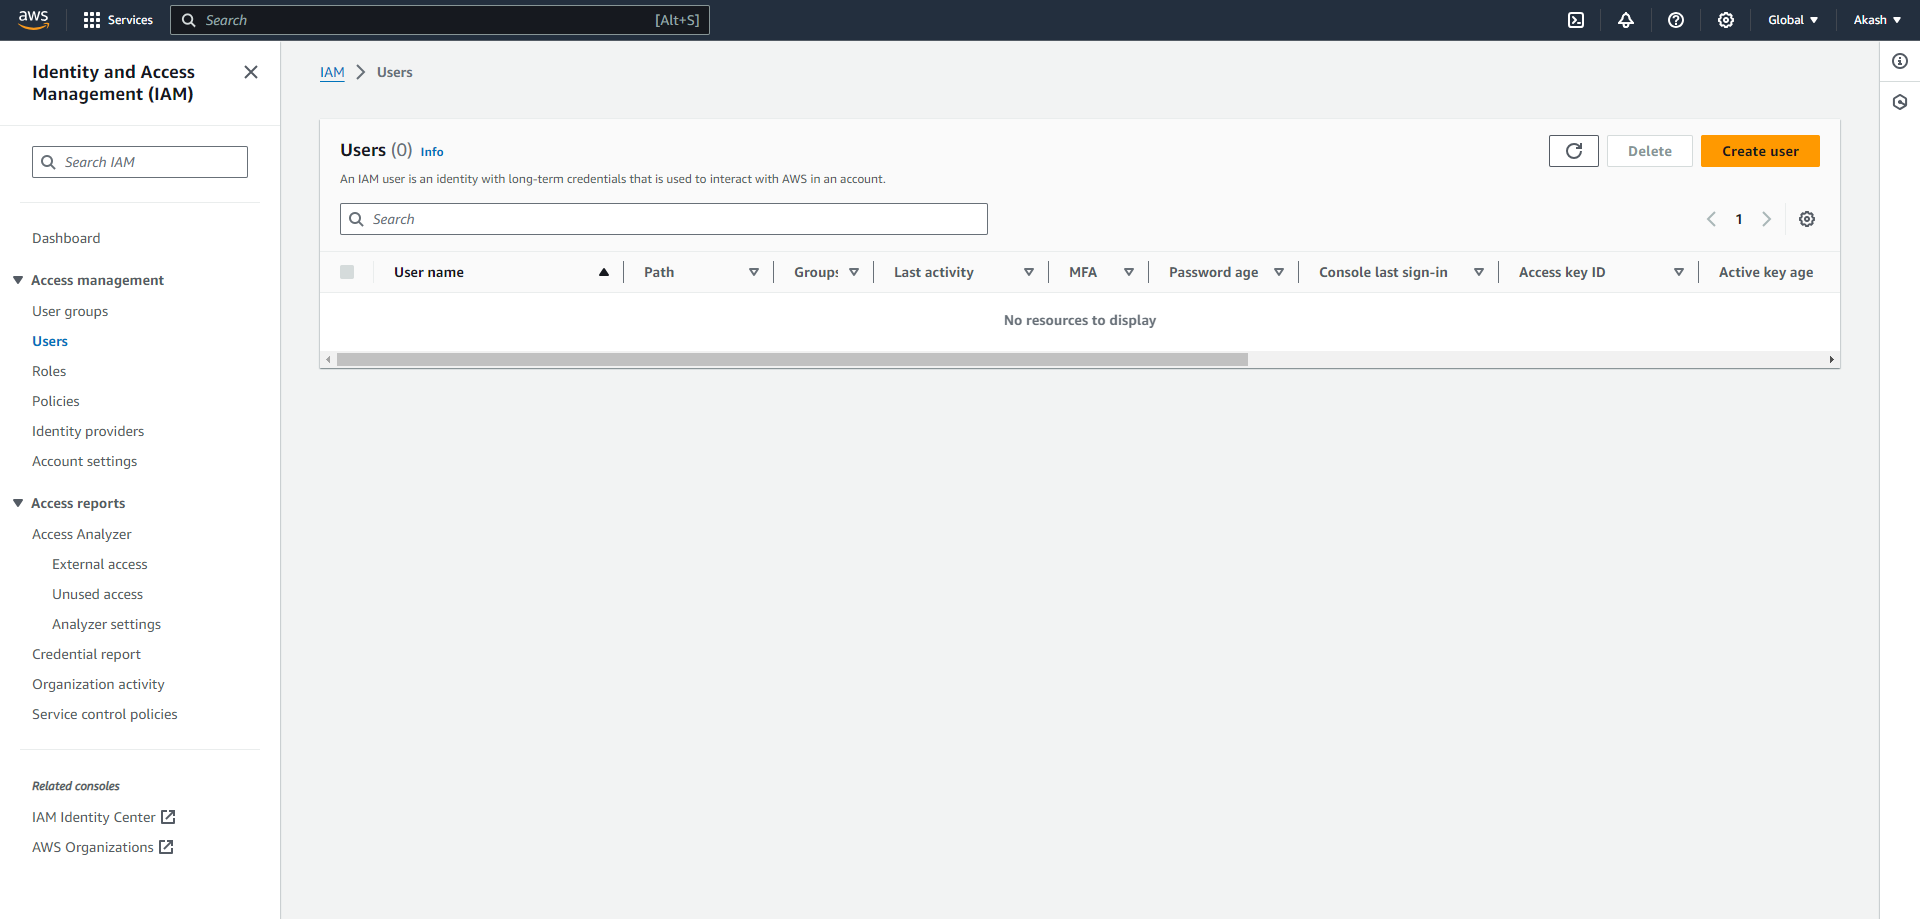 aws
Services
Search [Alt+S]
Global
Akash
Identity and Access
Management (IAM)
Search IAM
Dashboard
Access management
User groups
Users
Roles
Policies
Identity providers
Account settings
Access reports
Access Analyzer
External access
Unused access
Analyzer settings
Credential report
Organization activity
Service control policies
Related consoles
IAM Identity Center
AWS Organizations
IAM > Users
Users (0) Info
An IAM user is an identity with long-term credentials that is used to interact with AWS in an account.
Delete
Create user
Search
1
User name Path Groups Last activity MFA Password age Console last sign-in Access key ID Active key age
No resources to display